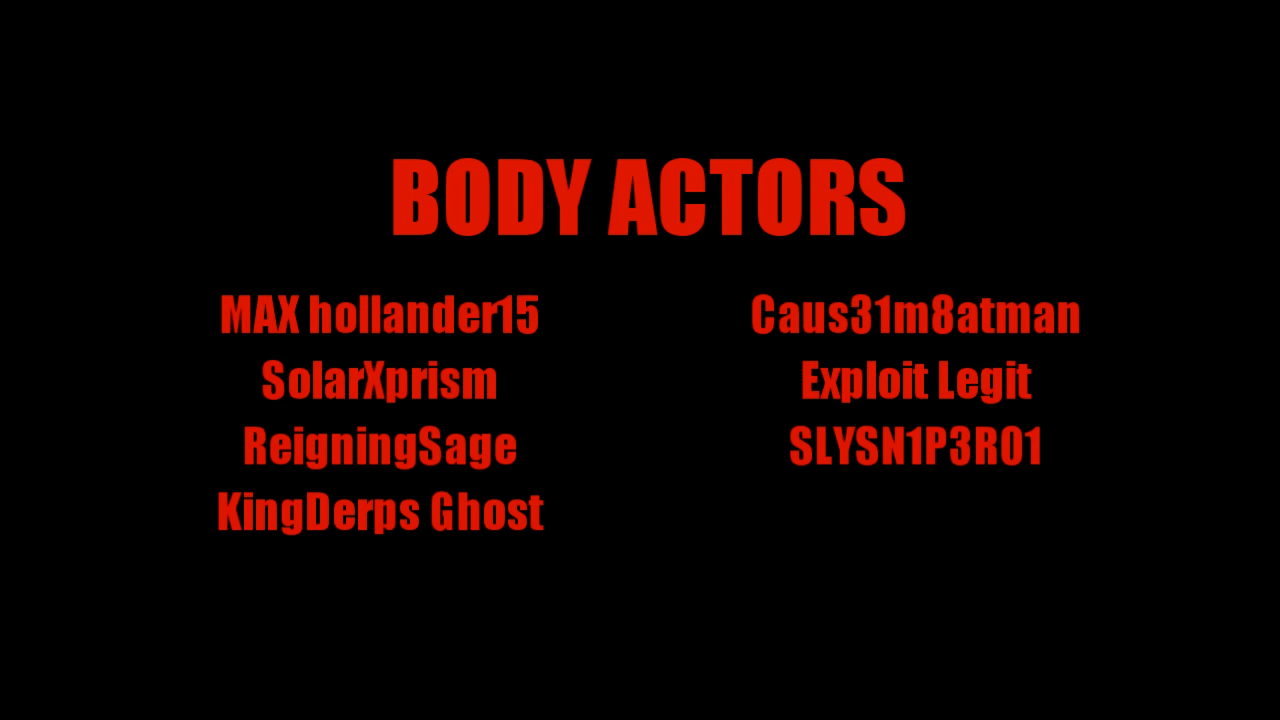 BODY ACTORS
MAX hollander15
SolarXprism
ReigningSage
KingDerps Ghost
Caus31m8atman
Exploit Legit
SLYSN1P3R01